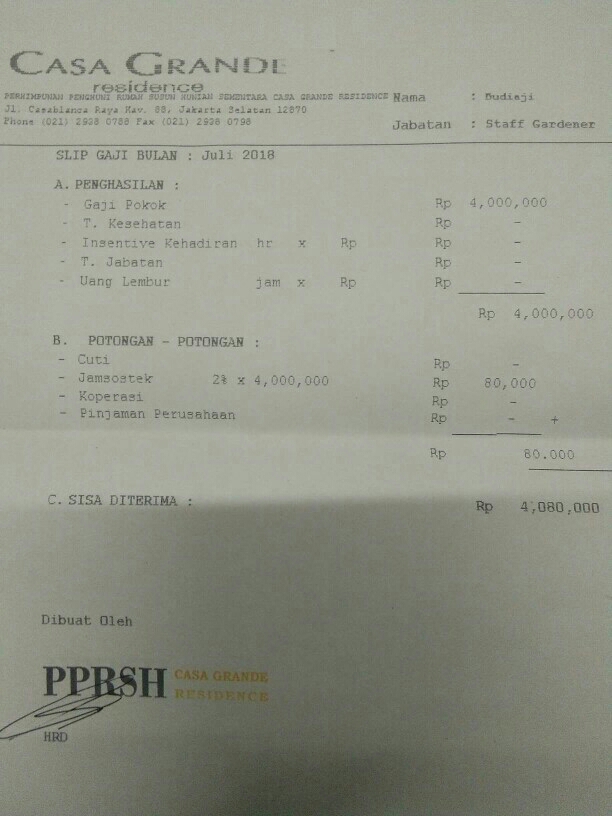 CASA GRANDE
residence
PERHIMPUNAN PENGHUNI RUMAH SUSUN HUNIAN SEMENTARA CASA GRANDE RESIDENCE
Jl. Casablanca Raya Kav. 88, Jakarta Selatan 12870
Phone (021) 2938 0788 Fax (021) 2938 0798
Nama : Budiaji
Jabatan : Staff Gardener
SLIP GAJI BULAN : Juli 2018
A. PENGHASILAN :
- Gaji Pokok Rp 4,000,000
- T. Kesehatan Rp -
- Insentive Kehadiran hr x Rp Rp -
- T. Jabatan Rp -
- Uang Lembur jam x Rp Rp -
Rp 4,000,000
B. POTONGAN - POTONGAN :
- Cuti Rp -
- Jamsostek 2% x 4,000,000 Rp 80,000
- Koperasi Rp -
- Pinjaman Perusahaan Rp - +
Rp 80.000
C. SISA DITERIMA : Rp 4,080,000
Dibuat Oleh
PPRSH CASA GRANDE
RESIDENCE
HRD